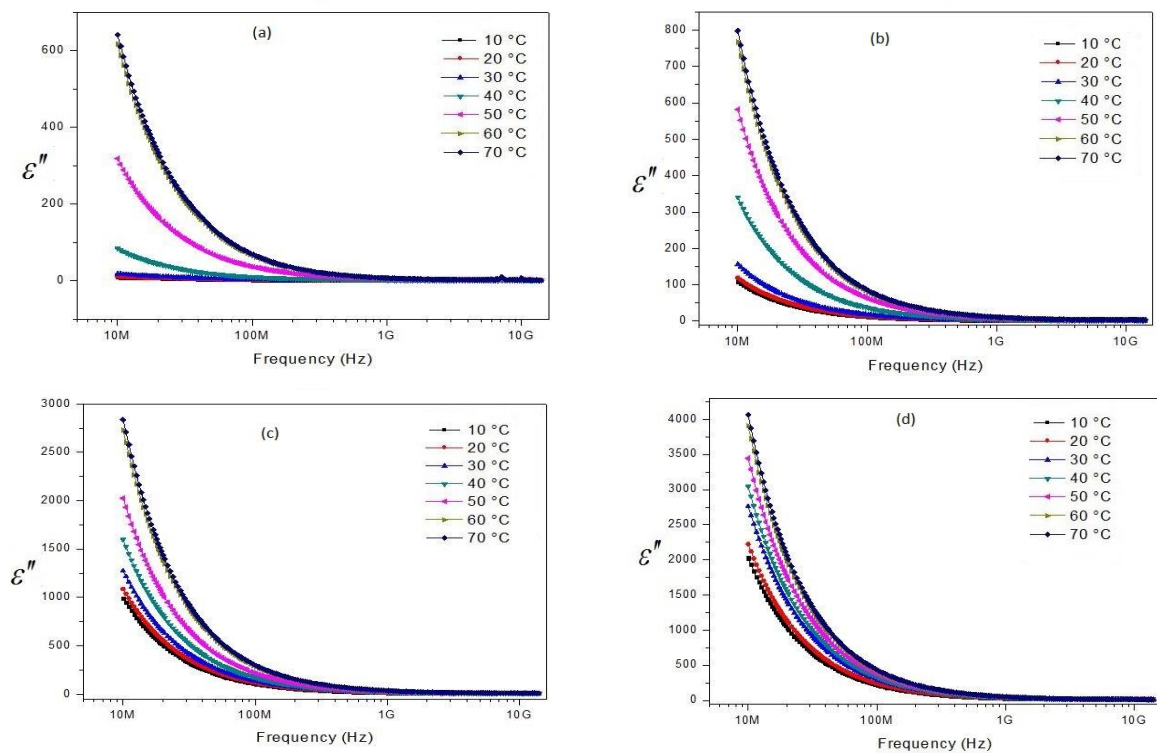 (a)
10 °C
20 °C
30 °C
40 °C
50 °C
60 °C
70 °C
600
400
200
0
ε″
10M 100M 1G 10G
Frequency (Hz)
(b)
10 °C
20 °C
30 °C
40 °C
50 °C
60 °C
70 °C
800
700
600
500
400
300
200
100
0
ε″
10M 100M 1G 10G
Frequency (Hz)
(c)
10 °C
20 °C
30 °C
40 °C
50 °C
60 °C
70 °C
3000
2500
2000
1500
1000
500
0
ε″
10M 100M 1G 10G
Frequency (Hz)
(d)
10 °C
20 °C
30 °C
40 °C
50 °C
60 °C
70 °C
4000
3500
3000
2500
2000
1500
1000
500
0
ε″
10M 100M 1G 10G
Frequency (Hz)